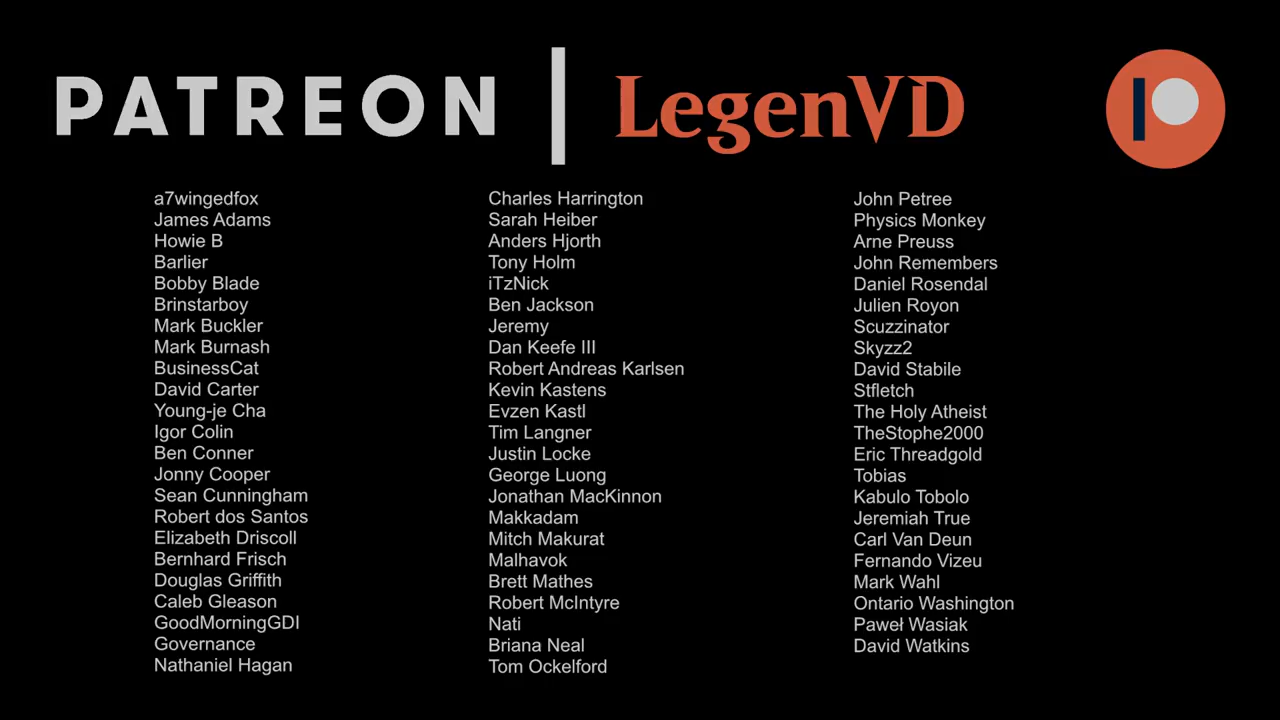 PATREON | LegenVD
a7wingedfox
James Adams
Howie B
Barlier
Bobby Blade
Brinstarboy
Mark Buckler
Mark Burnash
BusinessCat
David Carter
Young-je Cha
Igor Colin
Ben Conner
Jonny Cooper
Sean Cunningham
Robert dos Santos
Elizabeth Driscoll
Bernhard Frisch
Douglas Griffith
Caleb Gleason
GoodMorningGDI
Governance
Nathaniel Hagan
Charles Harrington
Sarah Heiber
Anders Hjorth
Tony Holm
iTzNick
Ben Jackson
Jeremy
Dan Keefe III
Robert Andreas Karlsen
Kevin Kastens
Evzen Kastl
Tim Langner
Justin Locke
George Luong
Jonathan MacKinnon
Makkadam
Mitch Makurat
Malhavok
Brett Mathes
Robert McIntyre
Nati
Briana Neal
Tom Ockelford
John Petree
Physics Monkey
Arne Preuss
John Remembers
Daniel Rosendal
Julien Royon
Scuzzinator
Skyzz2
David Stabile
Stfletch
The Holy Atheist
TheStophe2000
Eric Threadgold
Tobias
Kabulo Tobolo
Jeremiah True
Carl Van Deun
Fernando Vizeu
Mark Wahl
Ontario Washington
Paweł Wasiak
David Watkins